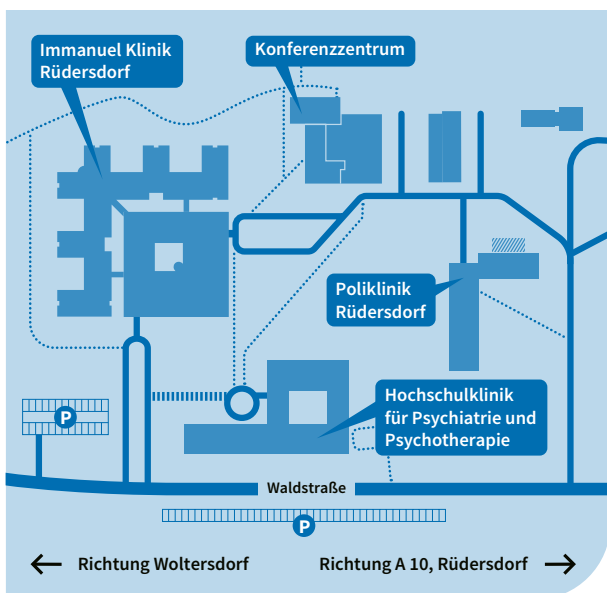 Immanuel Klinik
Rüdersdorf
Konferenzzentrum
Poliklinik
Rüdersdorf
Hochschulklinik
für Psychiatrie und
Psychotherapie
P
Waldstraße
P
← Richtung Woltersdorf
Richtung A 10, Rüdersdorf →